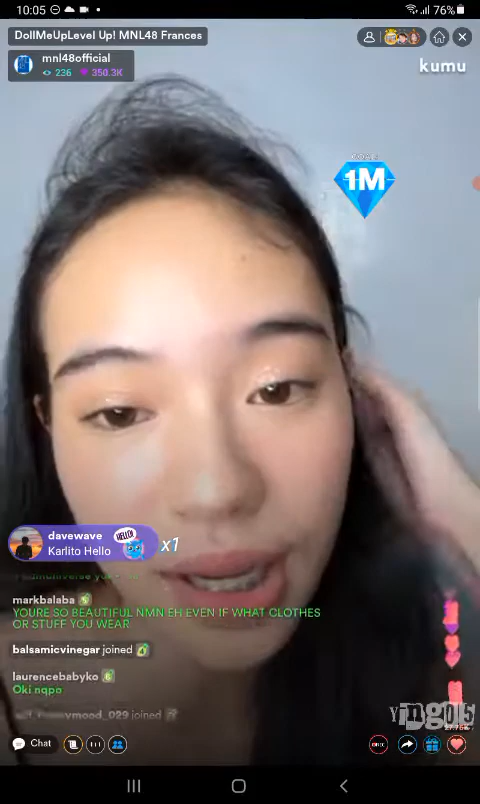 10:05
76%
DollMeUpLevel Up! MNL48 Frances
mnl48official
236 350.3K
kumu
1M
davewave
HELLO!
Karlito Hello
x1
markbalaba
YOURE SO BEAUTIFUL NMN EH EVEN IF WHAT CLOTHES
OR STUFF YOU WEAR
balsamicvinegar joined
laurencebabyko
Oki nqpo
joined
Chat